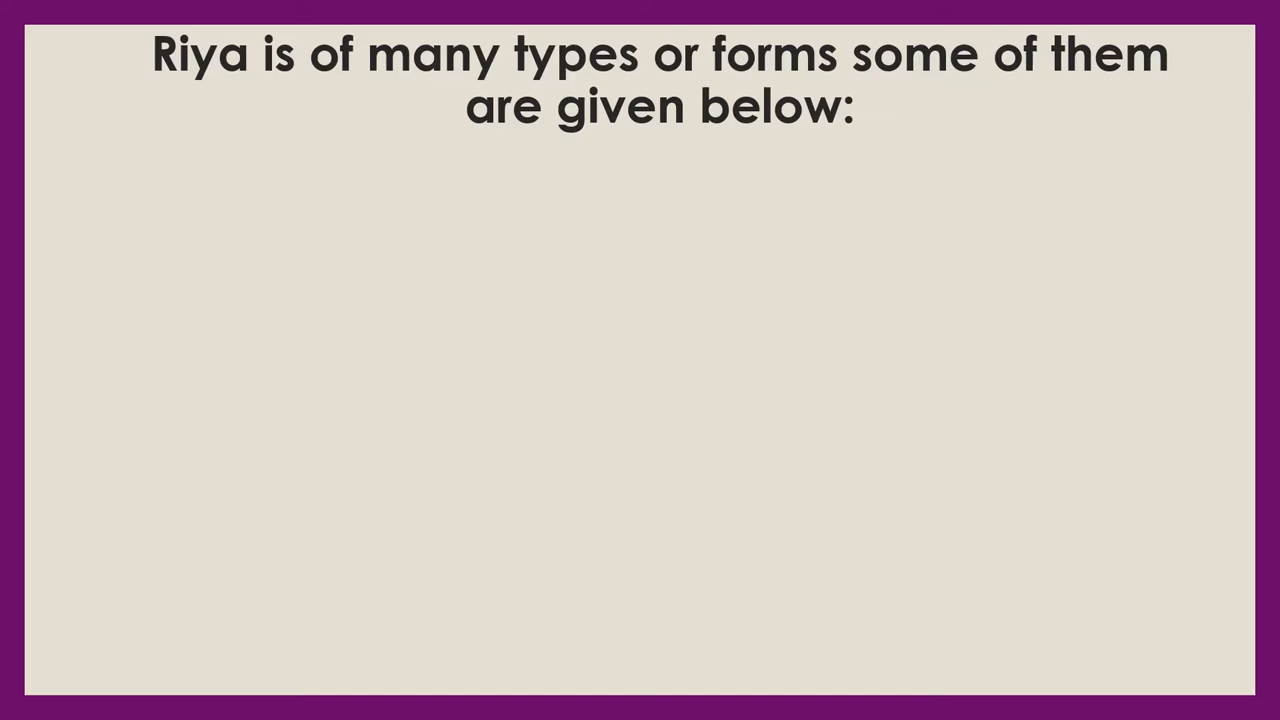 Riya is of many types or forms some of them
are given below: